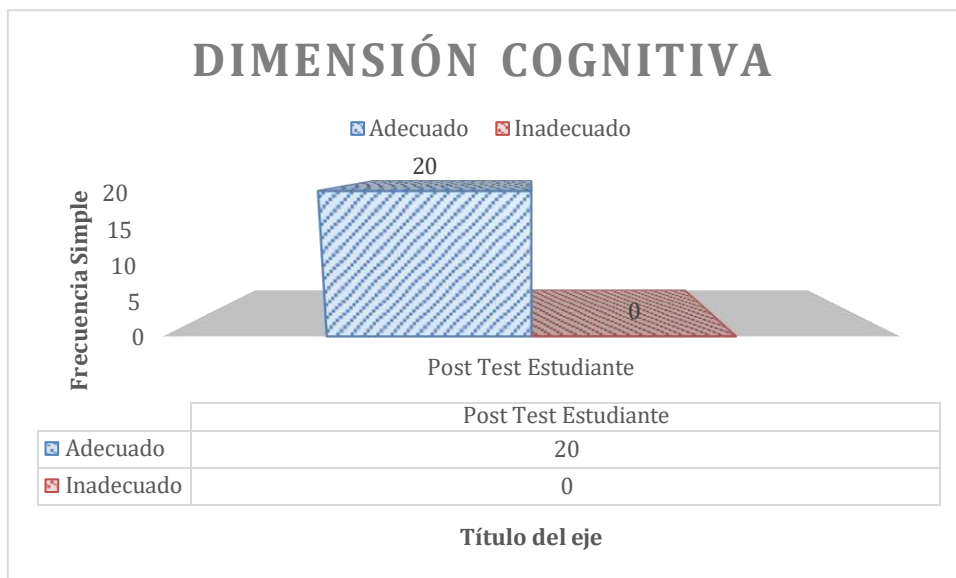 DIMENSIÓN COGNITIVA
Adecuado Inadecuado
20
Frecuencia Simple
20
15
10
5
0
0
Post Test Estudiante
Post Test Estudiante
Adecuado 20
Inadecuado 0
Título del eje